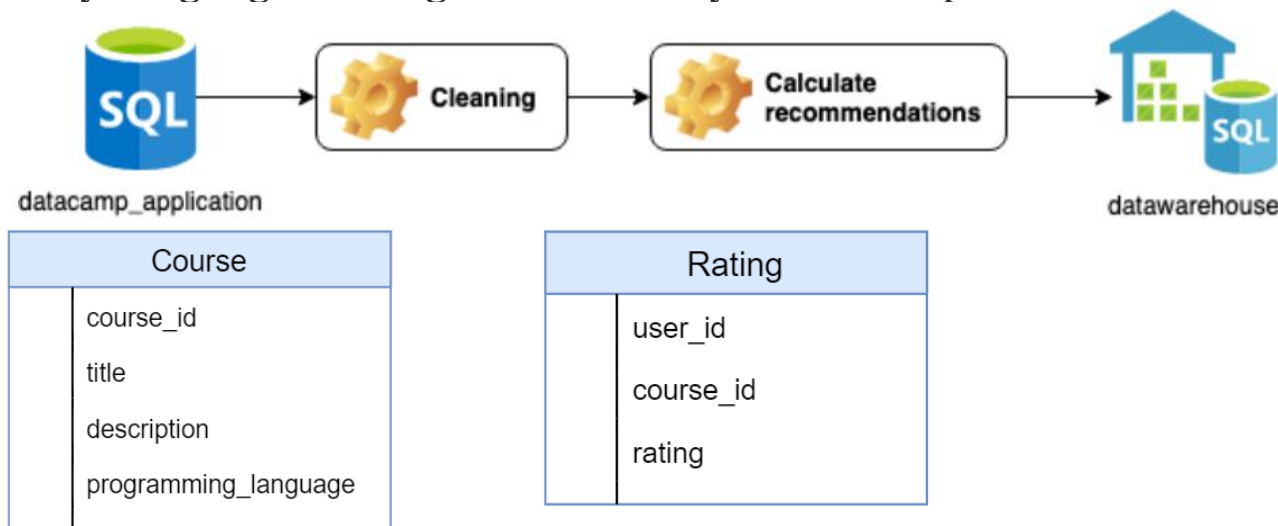 SQL
Cleaning
Calculate
recommendations
SQL
datacamp_application
datawarehouse
Course
course_id
title
description
programming_language
Rating
user_id
course_id
rating